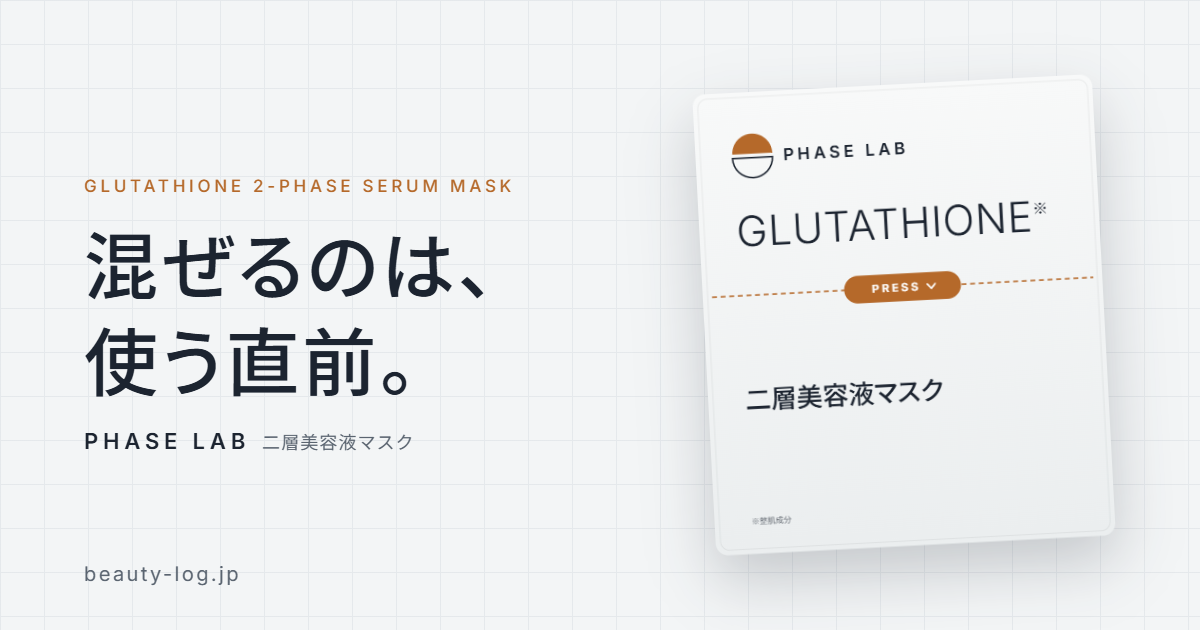 GLUTATHIONE 2-PHASE SERUM MASK
混ぜるのは、
使う直前。
PHASE LAB 二層美容液マスク
beauty-log.jp
PHASE LAB
GLUTATHIONE※
PRESS
二層美容液マスク
※整肌成分